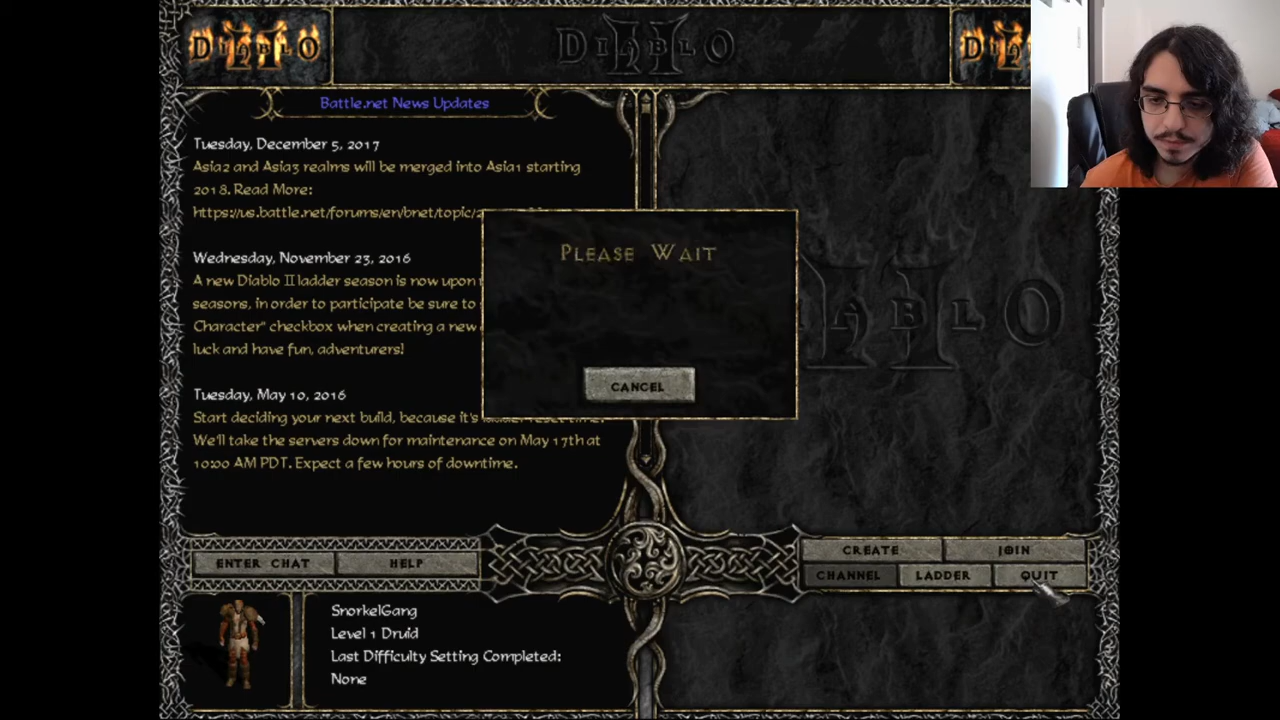 DIABLO II
DIABLO II
Battle.net News Updates
Tuesday, December 5, 2017
Asia2 and Asia3 realms will be merged into Asia1 starting
2018. Read More:
https://us.battle.net/forums/en/bnet/topic/
Wednesday, November 23, 2016
A new Diablo II ladder season is now upon
seasons, in order to participate be sure to
Character" checkbox when creating a new
luck and have fun, adventurers!
Tuesday, May 10, 2016
Start deciding your next build, because it's
We'll take the servers down for maintenance on May 17th at
10:00 AM PDT. Expect a few hours of downtime.
PLEASE WAIT
CANCEL
ENTER CHAT
HELP
CREATE
JOIN
CHANNEL
LADDER
QUIT
SnorkelGang
Level 1 Druid
Last Difficulty Setting Completed:
None